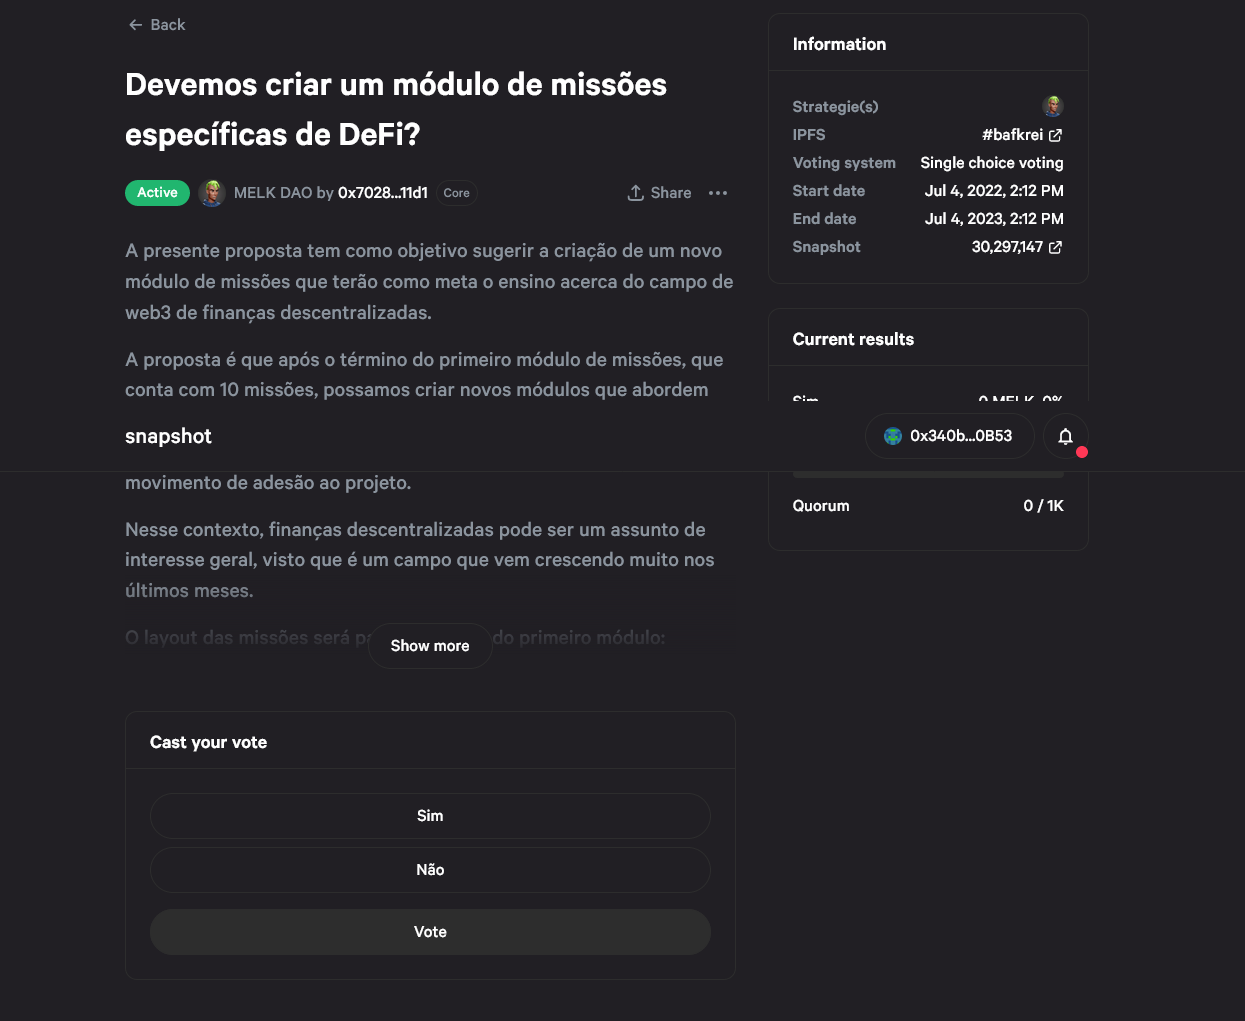 Back
Devemos criar um módulo de missões
específicas de DeFi?
Active MELK DAO by 0x7028...11d1 Core Share
A presente proposta tem como objetivo sugerir a criação de um novo
módulo de missões que terão como meta o ensino acerca do campo de
web3 de finanças descentralizadas.
A proposta é que após o término do primeiro módulo de missões, que
conta com 10 missões, possamos criar novos módulos que abordem
snapshot
0x340b...0B53
movimento de adesão ao projeto.
Nesse contexto, finanças descentralizadas pode ser um assunto de
interesse geral, visto que é um campo que vem crescendo muito nos
últimos meses.
O layout das missões será do primeiro módulo:
Show more
Cast your vote
Sim
Não
Vote
Information
Strategie(s)
IPFS #bafkrei
Voting system Single choice voting
Start date Jul 4, 2022, 2:12 PM
End date Jul 4, 2023, 2:12 PM
Snapshot 30,297,147
Current results
Sim 0 MELK 0%
Quorum 0 / 1K